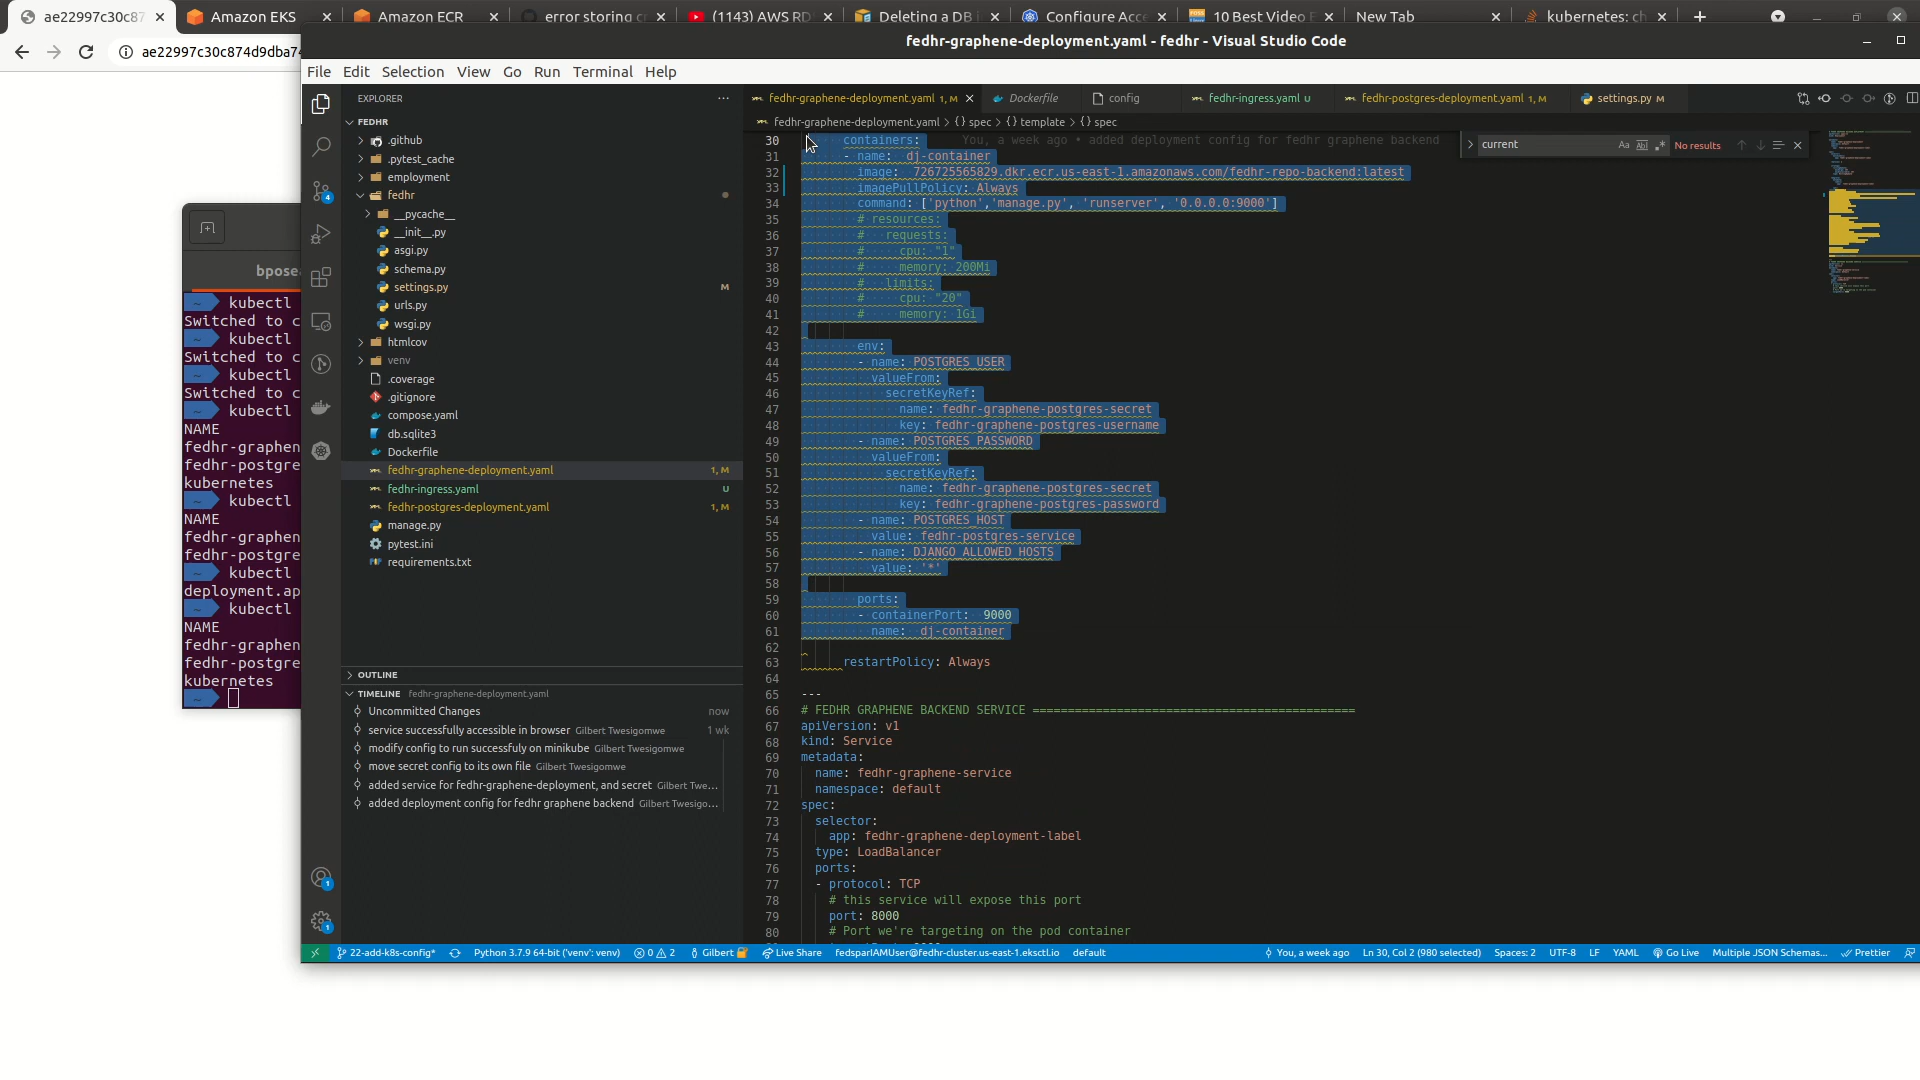 ae22997c30c87
Amazon EKS
Amazon ECR
error storing cr
(1143) AWS RD
Deleting a DB i
Configure Acce
10 Best Video E
New Tab
kubernetes: ch
ae22997c30c874d9dba74
fedhr-graphene-deployment.yaml - fedhr - Visual Studio Code
File Edit Selection View Go Run Terminal Help
EXPLORER
FEDHR
.github
.pytest_cache
employment
fedhr
__pycache__
__init__.py
asgi.py
schema.py
settings.py M
urls.py
wsgi.py
htmlcov
venv
.coverage
.gitignore
compose.yaml
db.sqlite3
Dockerfile
fedhr-graphene-deployment.yaml 1, M
fedhr-ingress.yaml U
fedhr-postgres-deployment.yaml 1, M
manage.py
pytest.ini
requirements.txt
OUTLINE
TIMELINE fedhr-graphene-deployment.yaml
Uncommitted Changes now
service successfully accessible in browser Gilbert Twesigomwe 1 wk
modify config to run successfuly on minikube Gilbert Twesigomwe
move secret config to its own file Gilbert Twesigomwe
added service for fedhr-graphene-deployment, and secret Gilbert Twe...
added deployment config for fedhr graphene backend Gilbert Twesigo...
4
1
1
bposea
~ kubectl
Switched to c
~ kubectl
Switched to c
~ kubectl
Switched to c
~ kubectl
NAME
fedhr-graphen
fedhr-postgre
kubernetes
~ kubectl
NAME
fedhr-graphen
fedhr-postgre
~ kubectl
deployment.ap
~ kubectl
NAME
fedhr-graphen
fedhr-postgre
kubernetes
~
fedhr-graphene-deployment.yaml 1, M
Dockerfile
config
fedhr-ingress.yaml U
fedhr-postgres-deployment.yaml 1, M
settings.py M
fedhr-graphene-deployment.yaml > {} spec > {} template > {} spec
current Aa Ab .* No results
30 containers: You, a week ago • added deployment config for fedhr graphene backend
31 - name: dj-container
32 image: 726725565829.dkr.ecr.us-east-1.amazonaws.com/fedhr-repo-backend:latest
33 imagePullPolicy: Always
34 command: ['python','manage.py', 'runserver', '0.0.0.0:9000']
35 # resources:
36 # requests:
37 # cpu: "1"
38 # memory: 200Mi
39 # limits:
40 # cpu: "20"
41 # memory: 1Gi
42
43 env:
44 - name: POSTGRES_USER
45 valueFrom:
46 secretKeyRef:
47 name: fedhr-graphene-postgres-secret
48 key: fedhr-graphene-postgres-username
49 - name: POSTGRES_PASSWORD
50 valueFrom:
51 secretKeyRef:
52 name: fedhr-graphene-postgres-secret
53 key: fedhr-graphene-postgres-password
54 - name: POSTGRES_HOST
55 value: fedhr-postgres-service
56 - name: DJANGO_ALLOWED_HOSTS
57 value: '*'
58
59 ports:
60 - containerPort: 9000
61 name: dj-container
62
63 restartPolicy: Always
64
65 ---
66 # FEDHR GRAPHENE BACKEND SERVICE ==============================================
67 apiVersion: v1
68 kind: Service
69 metadata:
70 name: fedhr-graphene-service
71 namespace: default
72 spec:
73 selector:
74 app: fedhr-graphene-deployment-label
75 type: LoadBalancer
76 ports:
77 - protocol: TCP
78 # this service will expose this port
79 port: 8000
80 # Port we're targeting on the pod container
22-add-k8s-config* Python 3.7.9 64-bit ('venv': venv) 0 2 Gilbert Live Share fedsparIAMUser@fedhr-cluster.us-east-1.eksctl.io default You, a week ago Ln 30, Col 2 (980 selected) Spaces: 2 UTF-8 LF YAML Go Live Multiple JSON Schemas... Prettier